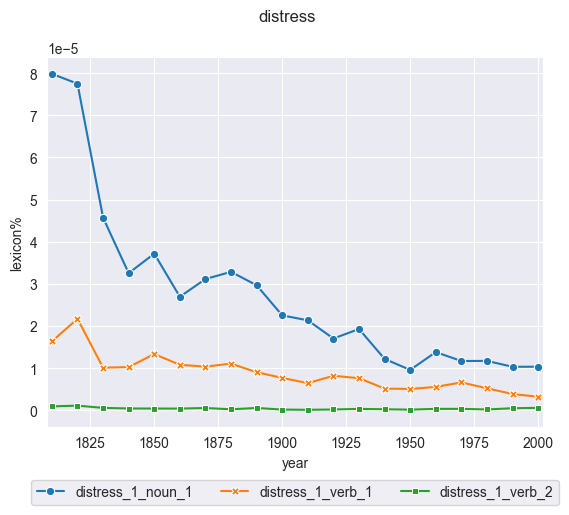 distress
1e−5
8
7
6
5
4
3
2
1
0
lexicon%
1825 1850 1875 1900 1925 1950 1975 2000
year
distress_1_noun_1 distress_1_verb_1 distress_1_verb_2